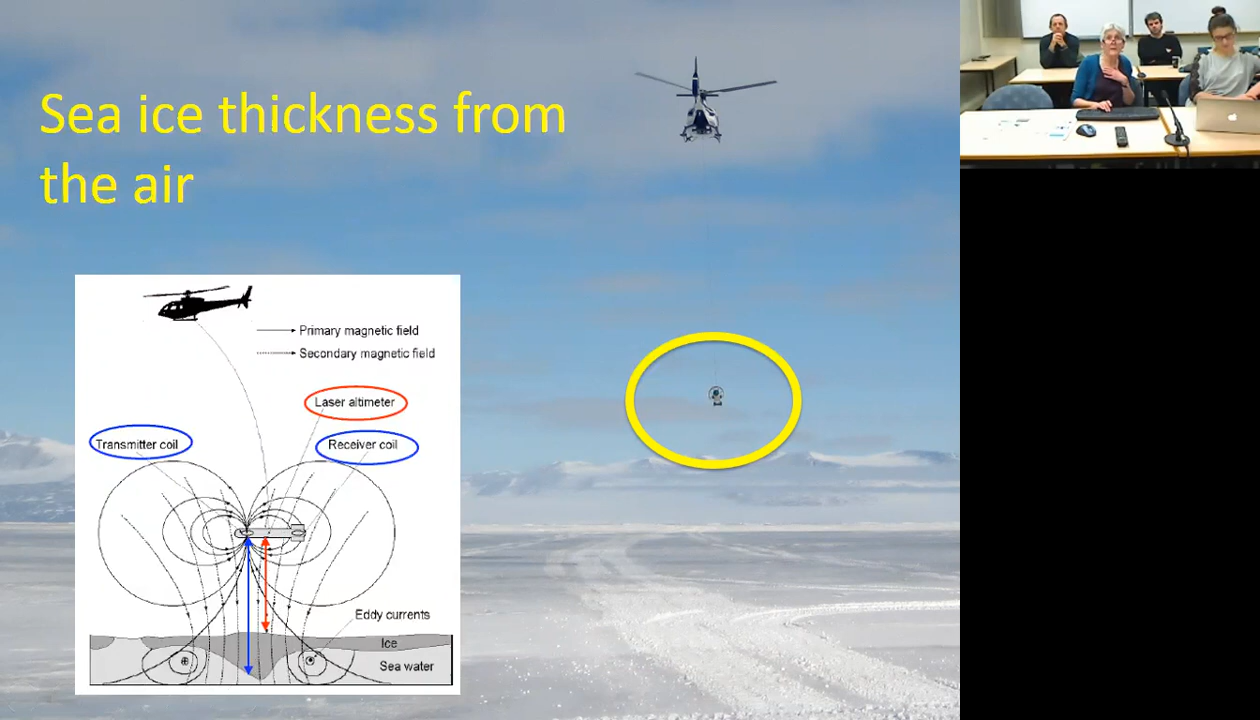 Sea ice thickness from
the air
Primary magnetic field
Secondary magnetic field
Laser altimeter
Transmitter coil
Receiver coil
Eddy currents
Ice
Sea water